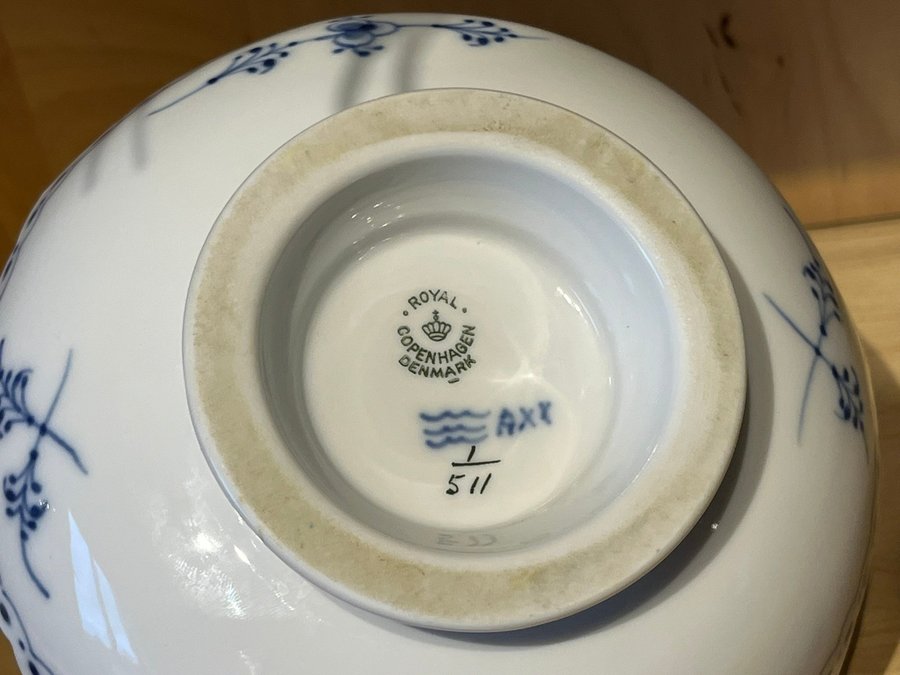 · ROYAL ·
COPENHAGEN
DENMARK
AXX
1
511